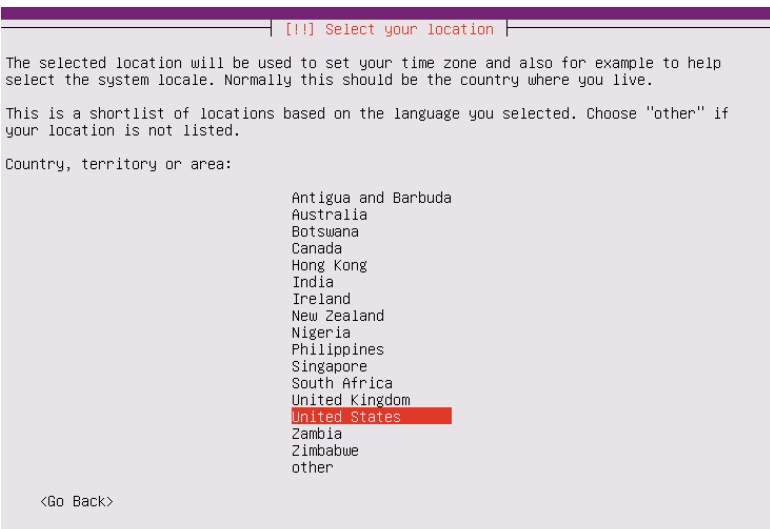 [!!] Select your location
The selected location will be used to set your time zone and also for example to help
select the system locale. Normally this should be the country where you live.
This is a shortlist of locations based on the language you selected. Choose "other" if
your location is not listed.
Country, territory or area:
Antigua and Barbuda
Australia
Botswana
Canada
Hong Kong
India
Ireland
New Zealand
Nigeria
Philippines
Singapore
South Africa
United Kingdom
United States
Zambia
Zimbabwe
other
<Go Back>